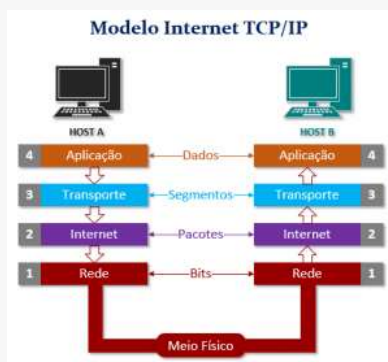 Modelo Internet TCP/IP
HOST A HOST B
4 Aplicação Dados Aplicação 4
3 Transporte Segmentos Transporte 3
2 Internet Pacotes Internet 2
1 Rede Bits Rede 1
Meio Físico